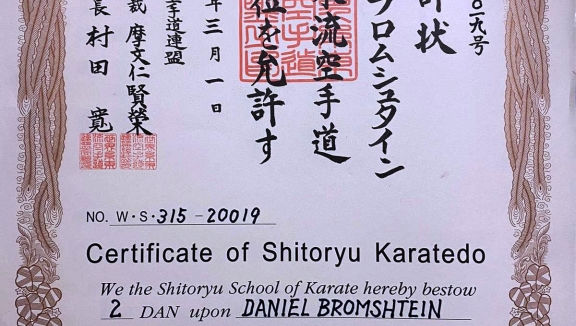 〇一九号
許状
ブロムシュタイン
流空手道
位を允許す
年三月一日
手道連盟
裁 摩文仁賢榮
長 村田 寛
NO. W・S・315-20019
Certificate of Shitoryu Karatedo
We the Shitoryu School of Karate hereby bestow
2 DAN upon DANIEL BROMSHTEIN